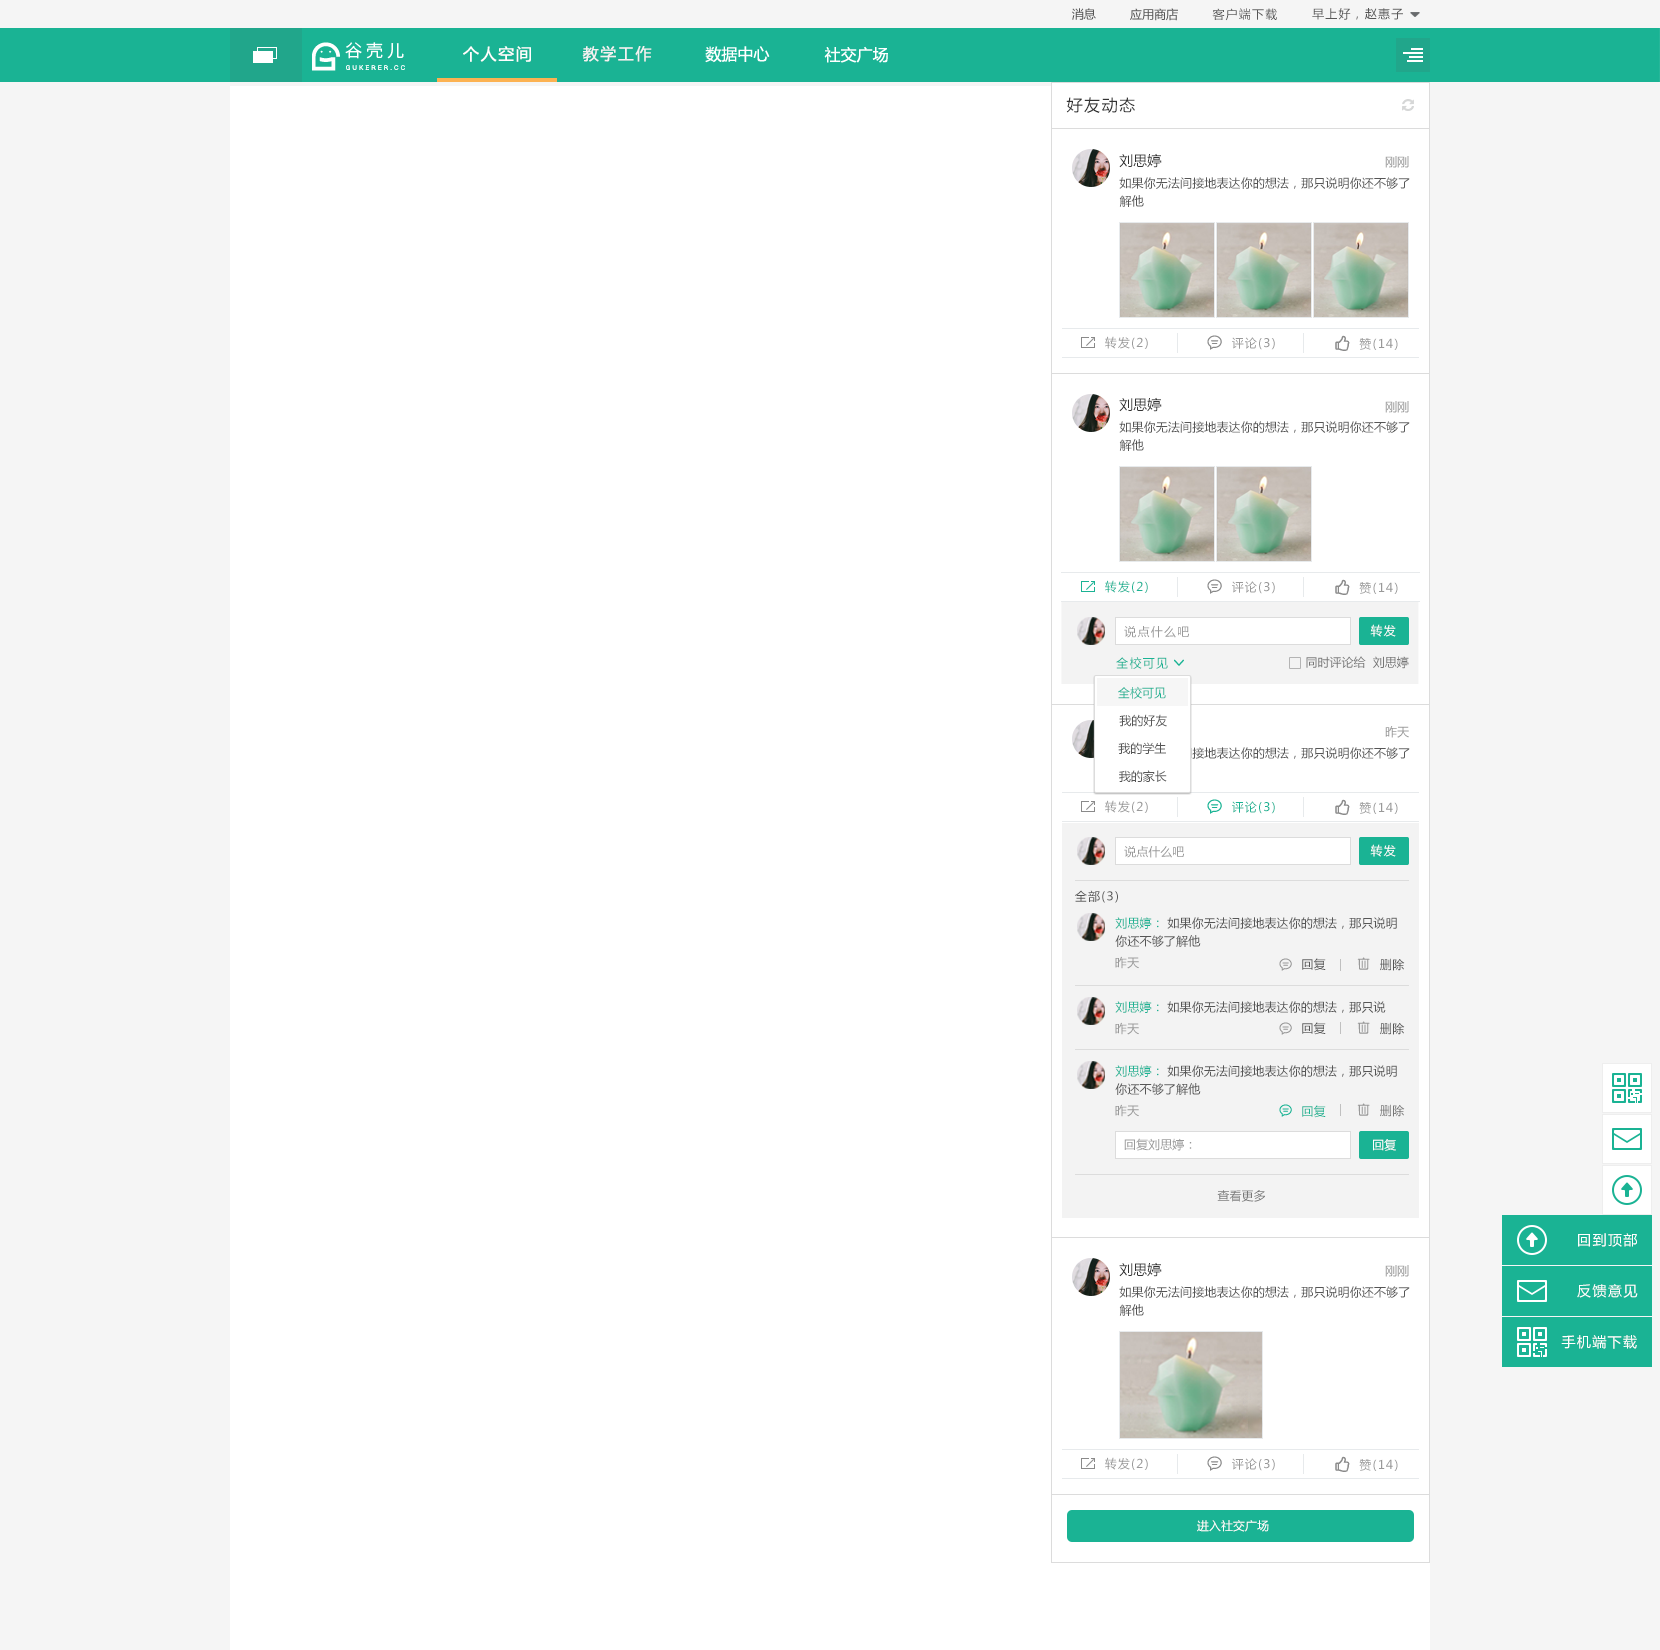 消息 应用商店 客户端下载 早上好，赵惠子
谷壳儿 个人空间 教学工作 数据中心 社交广场
GUKERER.CC
好友动态
刘思婷 刚刚
如果你无法间接地表达你的想法，那只说明你还不够了
解他
转发(2) 评论(3) 赞(14)
刘思婷 刚刚
如果你无法间接地表达你的想法，那只说明你还不够了
解他
转发(2) 评论(3) 赞(14)
说点什么吧 转发
全校可见 同时评论给 刘思婷
全校可见
我的好友
我的学生
我的家长
昨天
接地表达你的想法，那只说明你还不够了
转发(2) 评论(3) 赞(14)
说点什么吧 转发
全部(3)
刘思婷： 如果你无法间接地表达你的想法，那只说明
你还不够了解他
昨天 回复 删除
刘思婷： 如果你无法间接地表达你的想法，那只说
昨天 回复 删除
刘思婷： 如果你无法间接地表达你的想法，那只说明
你还不够了解他
昨天 回复 删除
回复刘思婷： 回复
查看更多
刘思婷 刚刚
如果你无法间接地表达你的想法，那只说明你还不够了
解他
转发(2) 评论(3) 赞(14)
进入社交广场
回到顶部
反馈意见
手机端下载